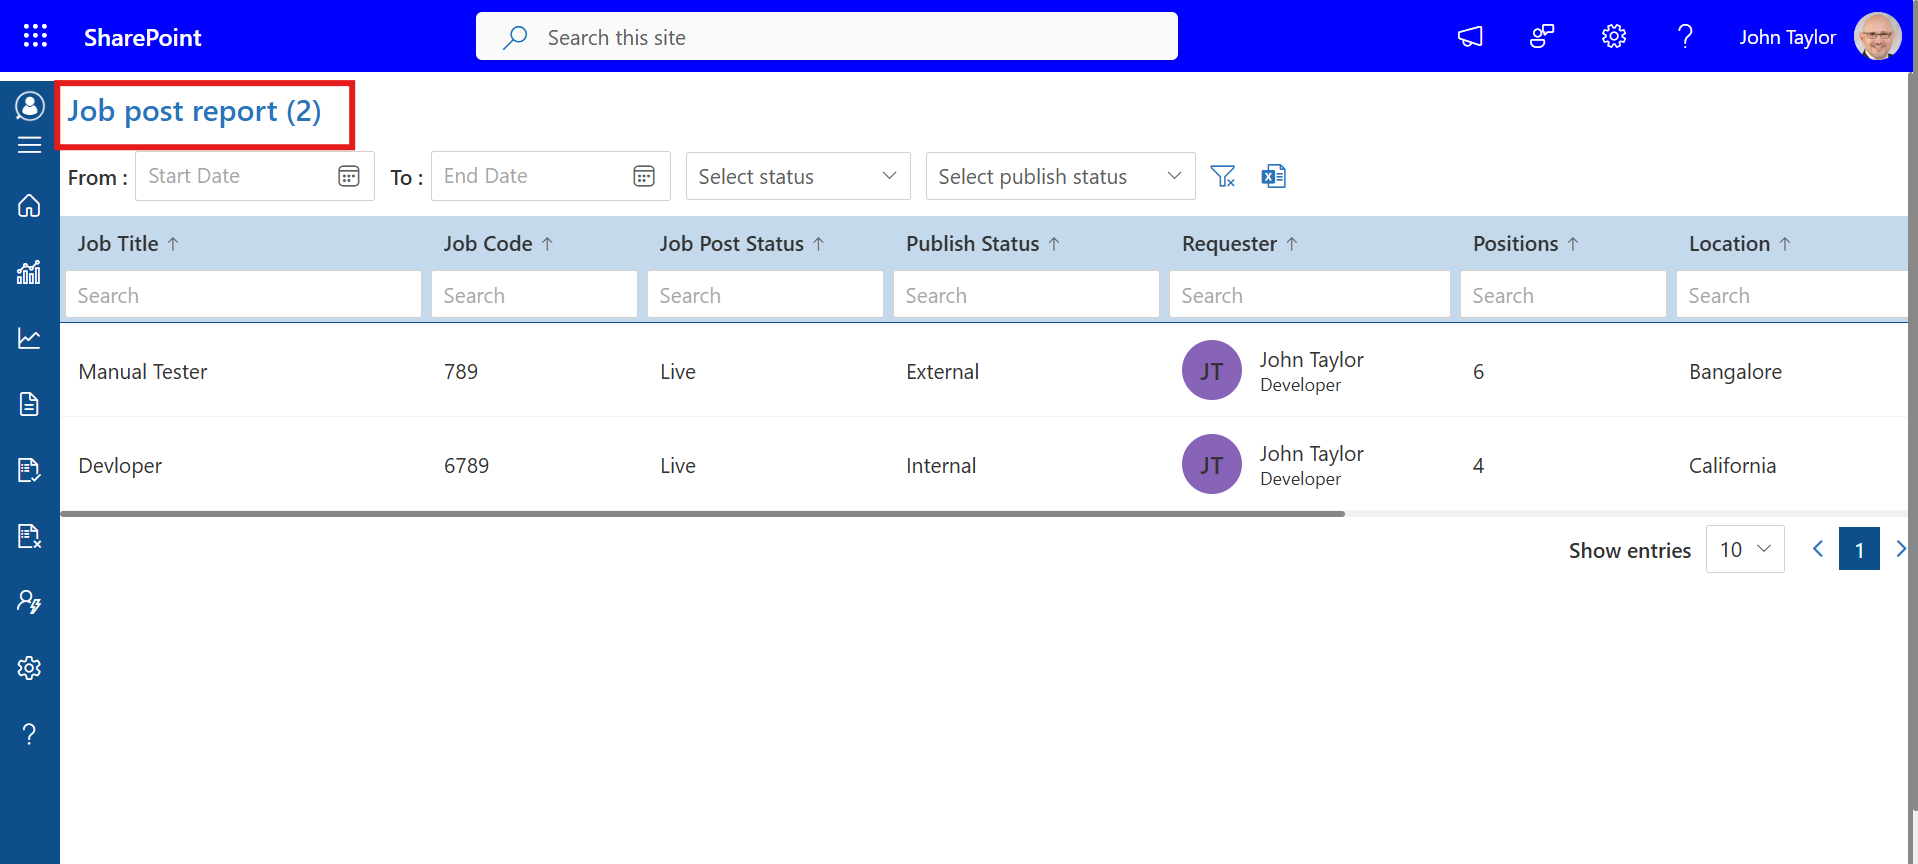 SharePoint
Search this site
John Taylor
Job post report (2)
From : Start Date To : End Date Select status Select publish status
Job Title ↑ Job Code ↑ Job Post Status ↑ Publish Status ↑ Requester ↑ Positions ↑ Location ↑
Search Search Search Search Search Search Search
Manual Tester 789 Live External JT John Taylor 6 Bangalore
Developer
Devloper 6789 Live Internal JT John Taylor 4 California
Developer
Show entries 10 1